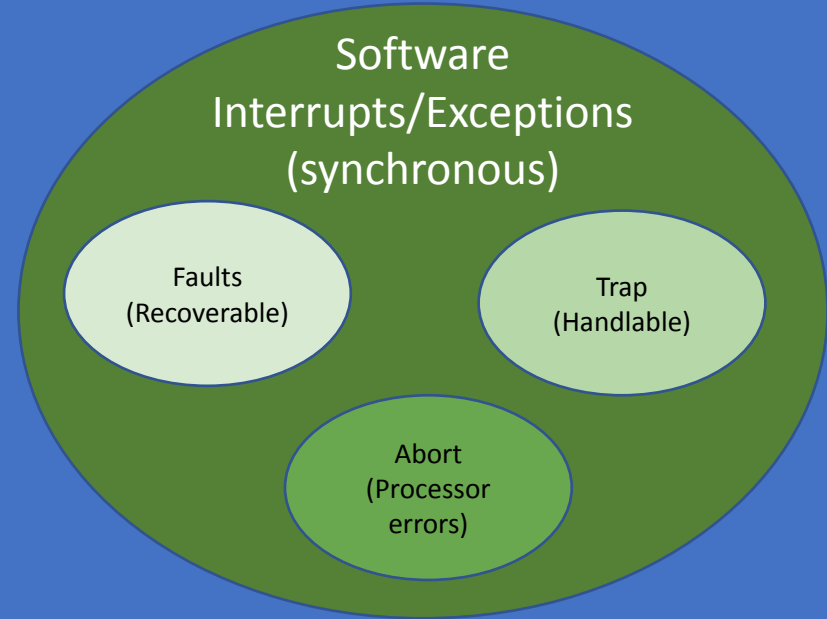 Software
Interrupts/Exceptions
(synchronous)
Faults
(Recoverable)
Trap
(Handlable)
Abort
(Processor
errors)